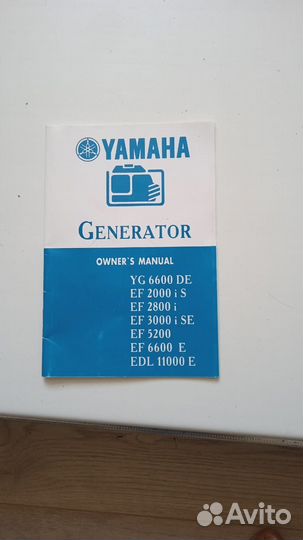 YAMAHA
GENERATOR
OWNER'S MANUAL
YG 6600 DE
EF 2000 i S
EF 2800 i
EF 3000 i SE
EF 5200
EF 6600 E
EDL 11000 E
Avito